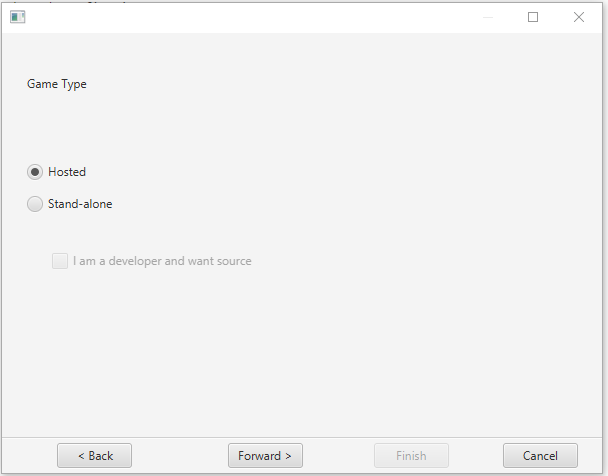 Game Type
Hosted
Stand-alone
I am a developer and want source
< Back
Forward >
Finish
Cancel